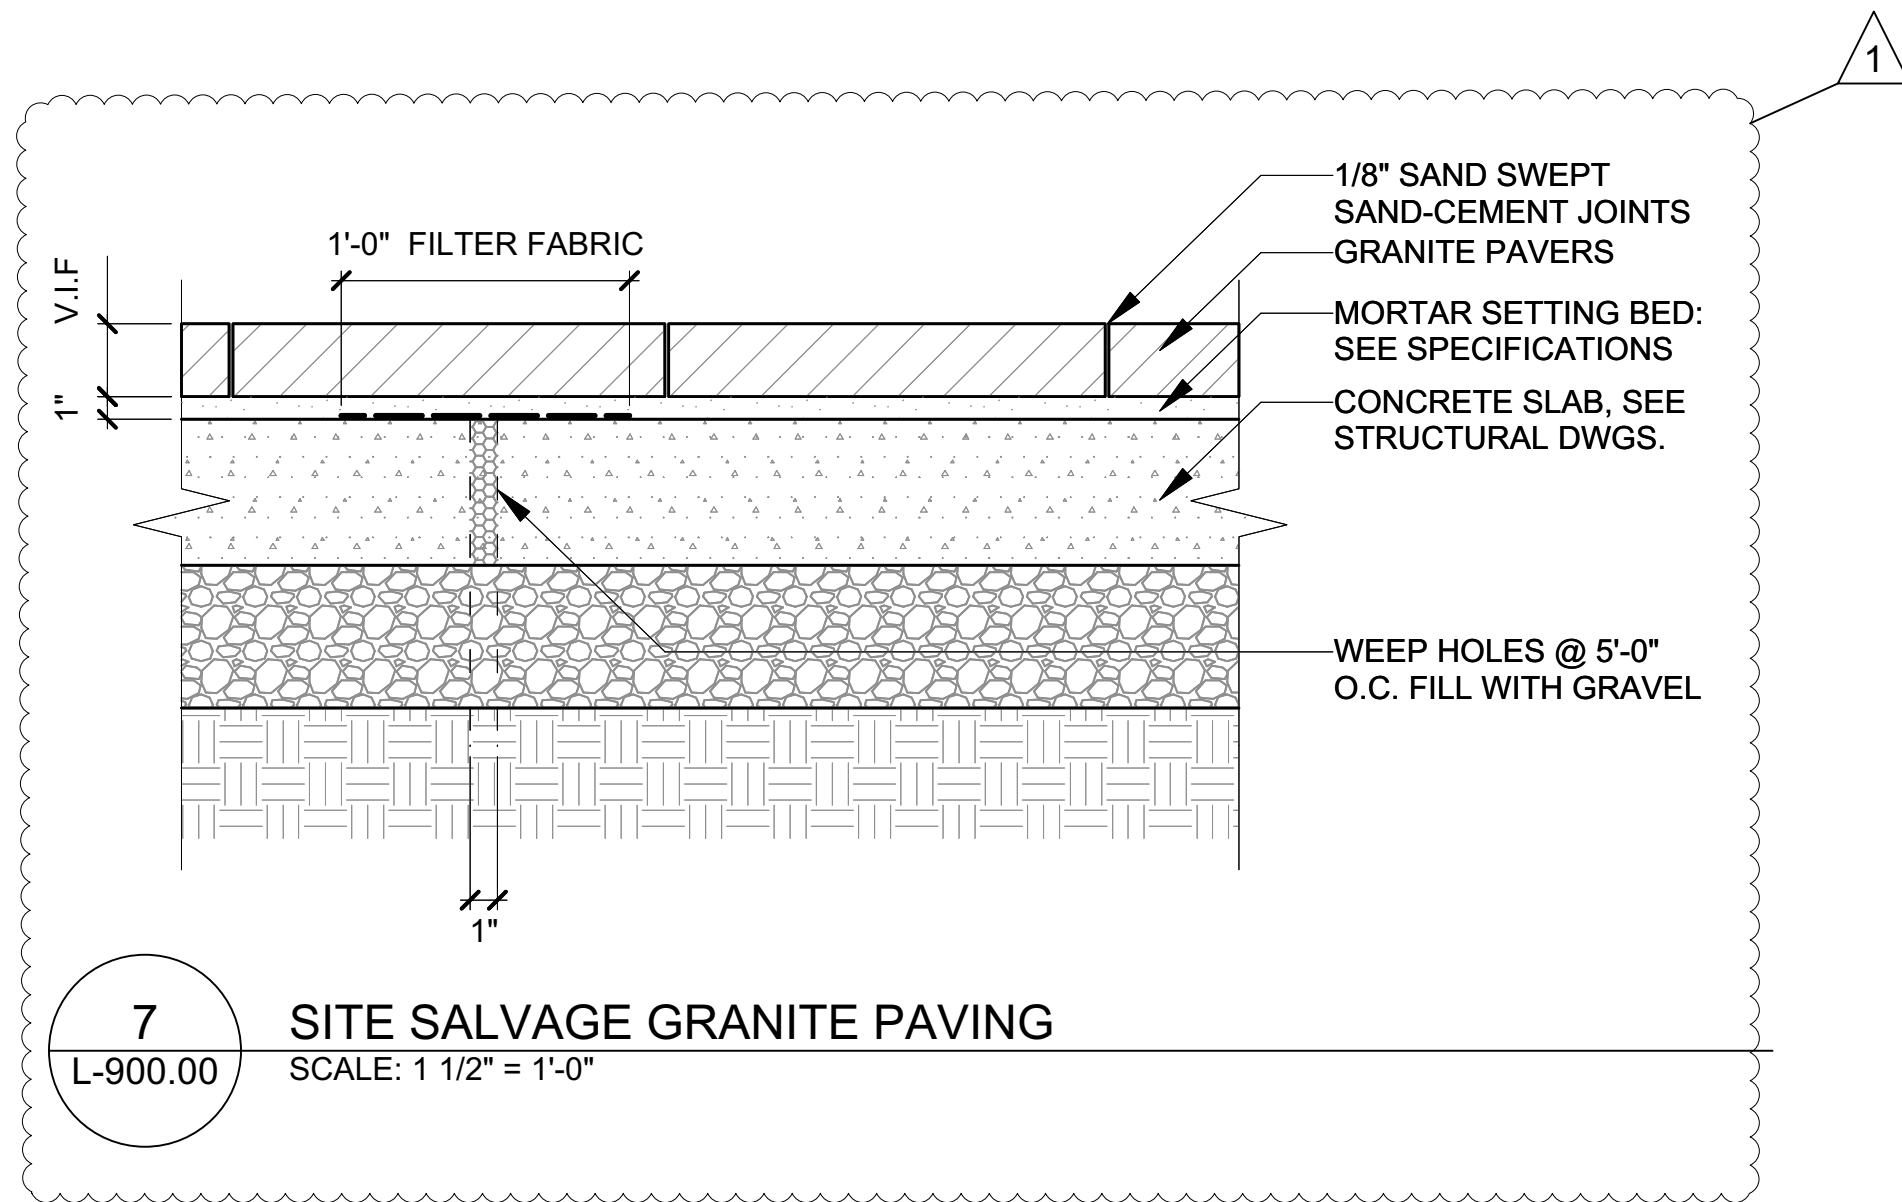 1
1/8" SAND SWEPT
SAND-CEMENT JOINTS
GRANITE PAVERS
MORTAR SETTING BED:
SEE SPECIFICATIONS
CONCRETE SLAB, SEE
STRUCTURAL DWGS.
1'-0"  FILTER FABRIC
V.I.F
1"
WEEP HOLES @ 5'-0"
O.C. FILL WITH GRAVEL
1"
7
L-900.00
SITE SALVAGE GRANITE PAVING
SCALE: 1 1/2" = 1'-0"